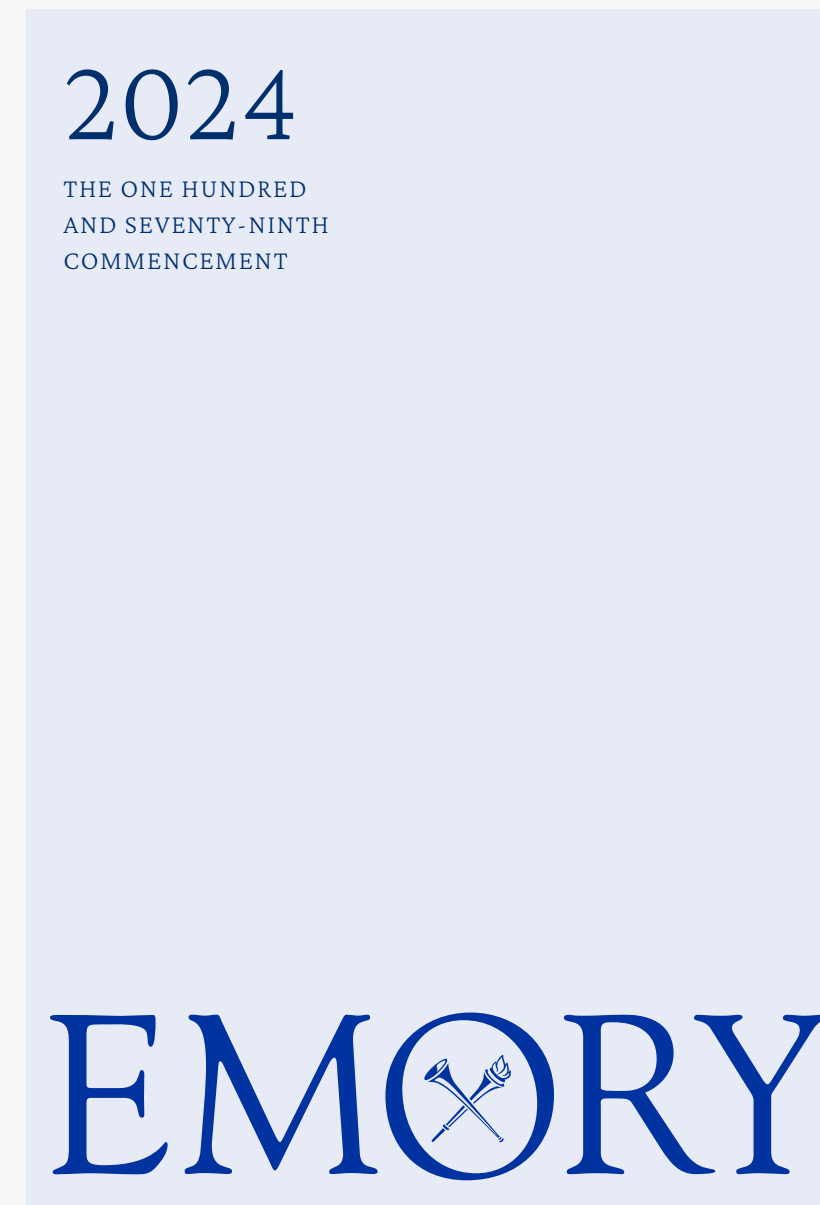 2024
THE ONE HUNDRED
AND SEVENTY-NINTH
COMMENCEMENT
EMORY